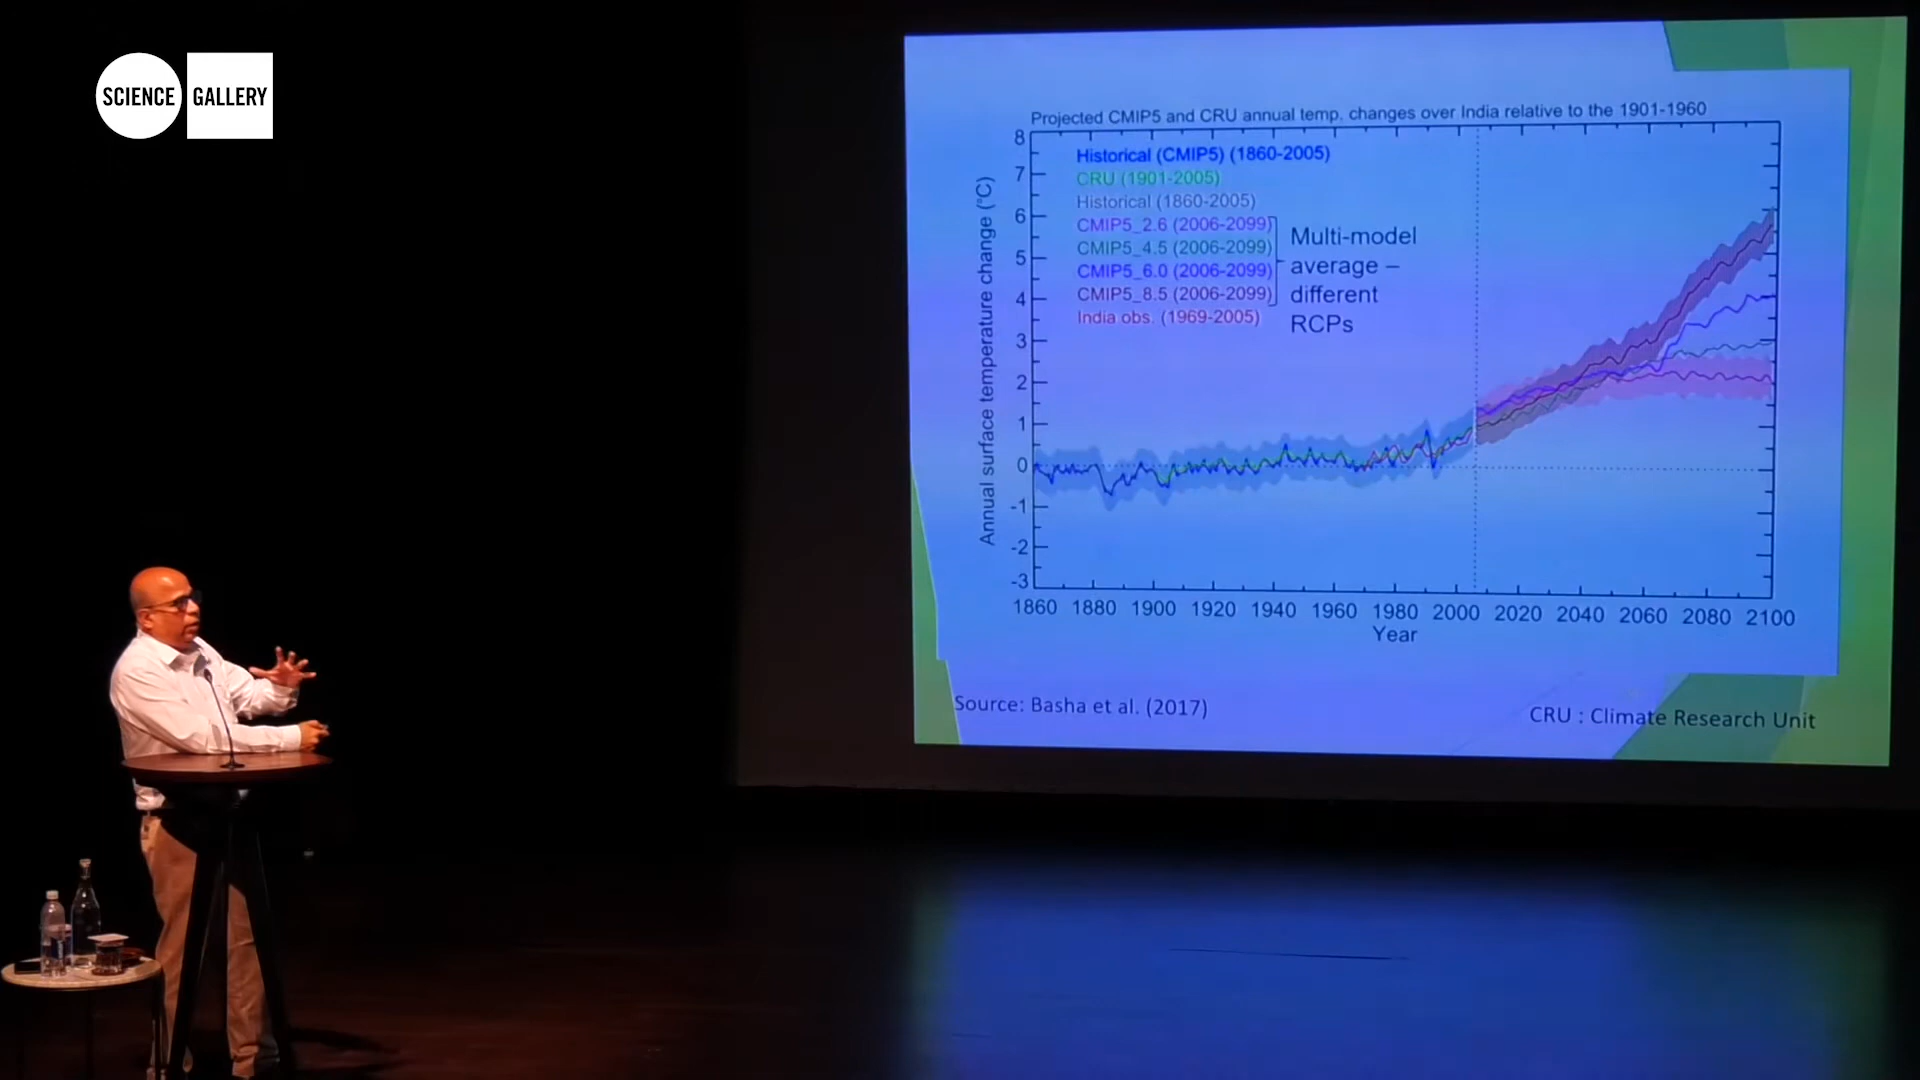 SCIENCE GALLERY
Projected CMIP5 and CRU annual temp. changes over India relative to the 1901-1960
Historical (CMIP5) (1860-2005)
CRU (1901-2005)
Historical (1860-2005)
CMIP5_2.6 (2006-2099)
CMIP5_4.5 (2006-2099)
CMIP5_6.0 (2006-2099)
CMIP5_8.5 (2006-2099)
India obs. (1969-2005)
Multi-model
average –
different
RCPs
Annual surface temperature change (°C)
8
7
6
5
4
3
2
1
0
-1
-2
-3
1860 1880 1900 1920 1940 1960 1980 2000 2020 2040 2060 2080 2100
Year
Source: Basha et al. (2017)
CRU : Climate Research Unit